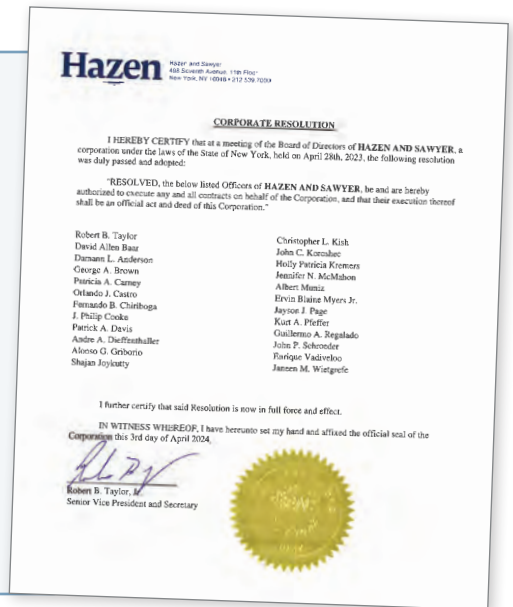 Hazen
Hazen and Sawyer
498 Seventh Avenue, 11th Floor
New York, NY 10018 • 212.539.7000
CORPORATE RESOLUTION
I HEREBY CERTIFY that at a meeting of the Board of Directors of HAZEN AND SAWYER, a
corporation under the laws of the State of New York, held on April 28th, 2023, the following resolution
was duly passed and adopted:
"RESOLVED, the below listed Officers of HAZEN AND SAWYER, be and are hereby
authorized to execute any and all contracts on behalf of the Corporation, and that their execution thereof
shall be an official act and deed of this Corporation."
Robert B. Taylor
David Allen Baar
Damann L. Anderson
George A. Brown
Patricia A. Carney
Orlando J. Castro
Fernando B. Chiriboga
J. Philip Cooke
Patrick A. Davis
Andre A. Dieffenthaller
Alonso G. Griborio
Shajan Joykutty
Christopher L. Kish
John C.
Holly Patricia Kremers
Jennifer N. McMahon
Albert Muniz
Ervin Blaine Myers Jr.
Jayson J. Page
Kurt A. Pfeffer
Guillermo A. Regalado
John P. Schroeder
Enrique Vadiveloo
Janeen M. Wietgrefe
I further certify that said Resolution is now in full force and effect.
IN WITNESS WHEREOF, I have hereunto set my hand and affixed the official seal of the
Corporation this 3rd day of April 2024.
Robert B. Taylor, Jr.
Senior Vice President and Secretary